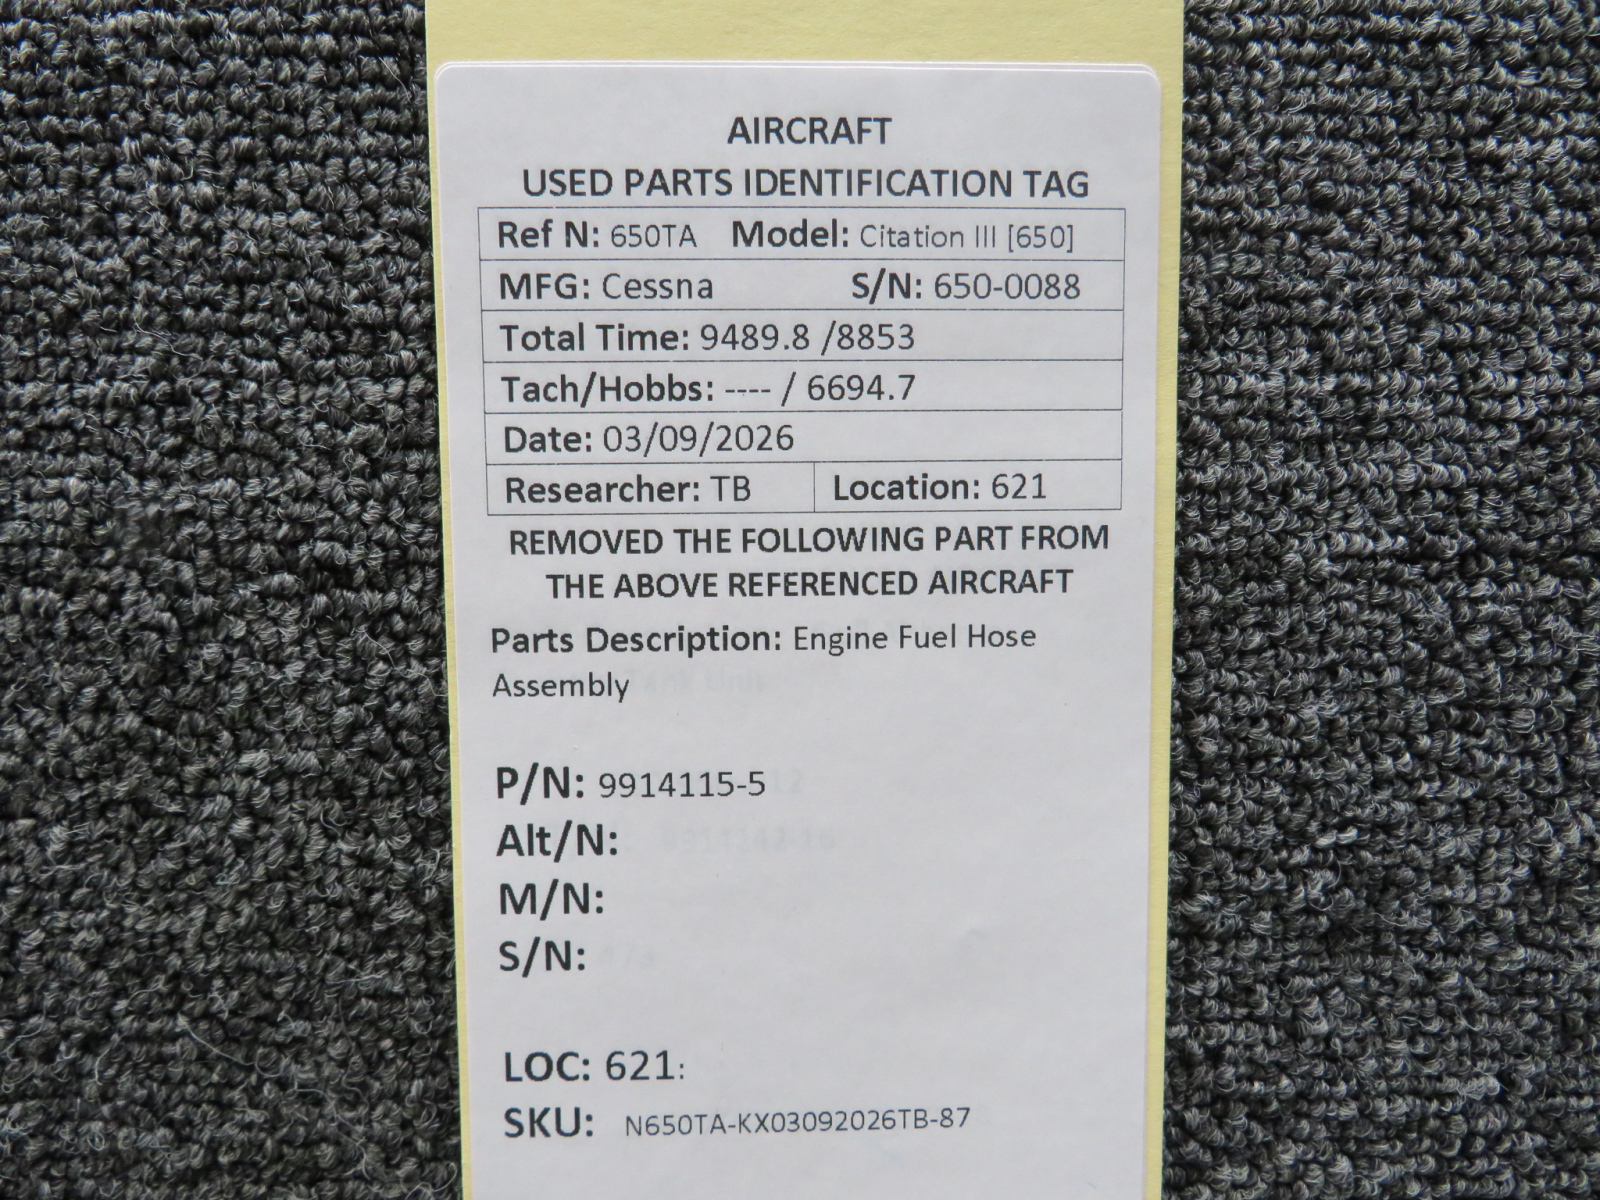 AIRCRAFT
USED PARTS IDENTIFICATION TAG
Ref N: 650TA Model: Citation III [650]
MFG: Cessna S/N: 650-0088
Total Time: 9489.8 /8853
Tach/Hobbs: ---- / 6694.7
Date: 03/09/2026
Researcher: TB Location: 621
REMOVED THE FOLLOWING PART FROM
THE ABOVE REFERENCED AIRCRAFT
Parts Description: Engine Fuel Hose
Assembly
P/N: 9914115-5
Alt/N:
M/N:
S/N:
LOC: 621:
SKU: N650TA-KX03092026TB-87